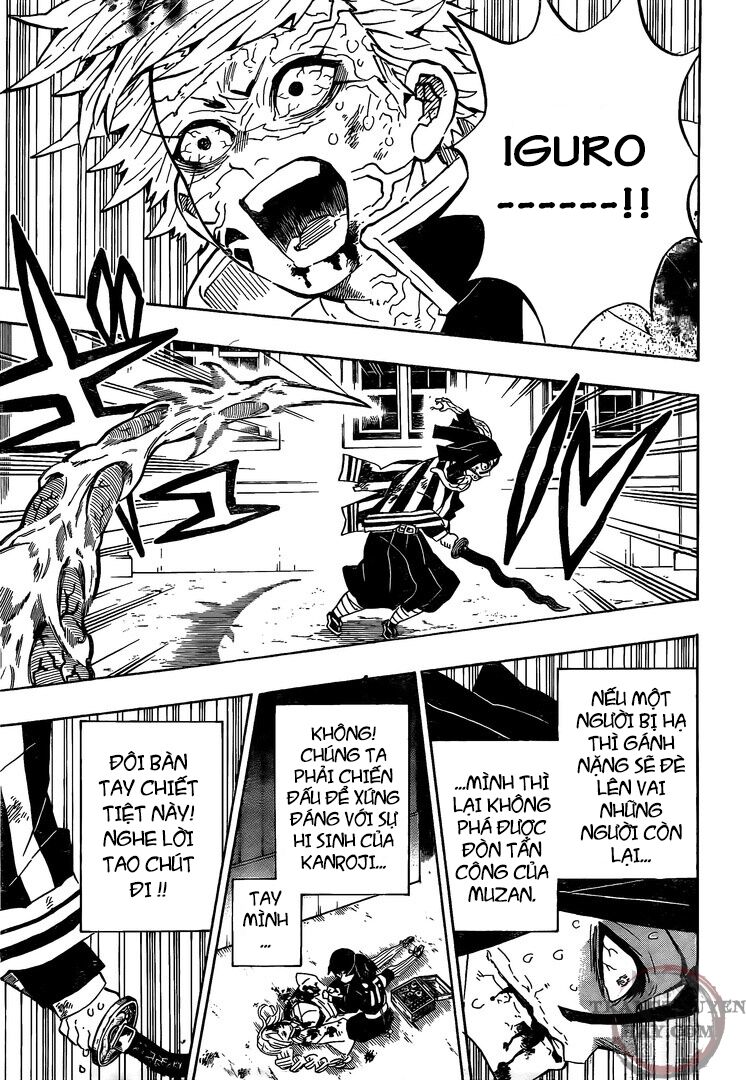 IGURO
------!!
NẾU MỘT
NGƯỜI BỊ HẠ
THÌ GÁNH
NẶNG SẼ ĐÈ
LÊN VAI
NHỮNG
NGƯỜI CÒN
LẠI...
...MÌNH THÌ
LẠI KHÔNG
PHÁ ĐƯỢC
ĐÒN TẤN
CÔNG CỦA
MUZAN.
KHÔNG!
CHÚNG TA
PHẢI CHIẾN
ĐẤU ĐỂ XỨNG
ĐÁNG VỚI SỰ
HI SINH CỦA
KANROJI...
TAY
MÌNH
...
ĐÔI BÀN
TAY CHIẾT
TIỆT NÀY!
NGHE LỜI
TAO CHÚT
ĐI !!